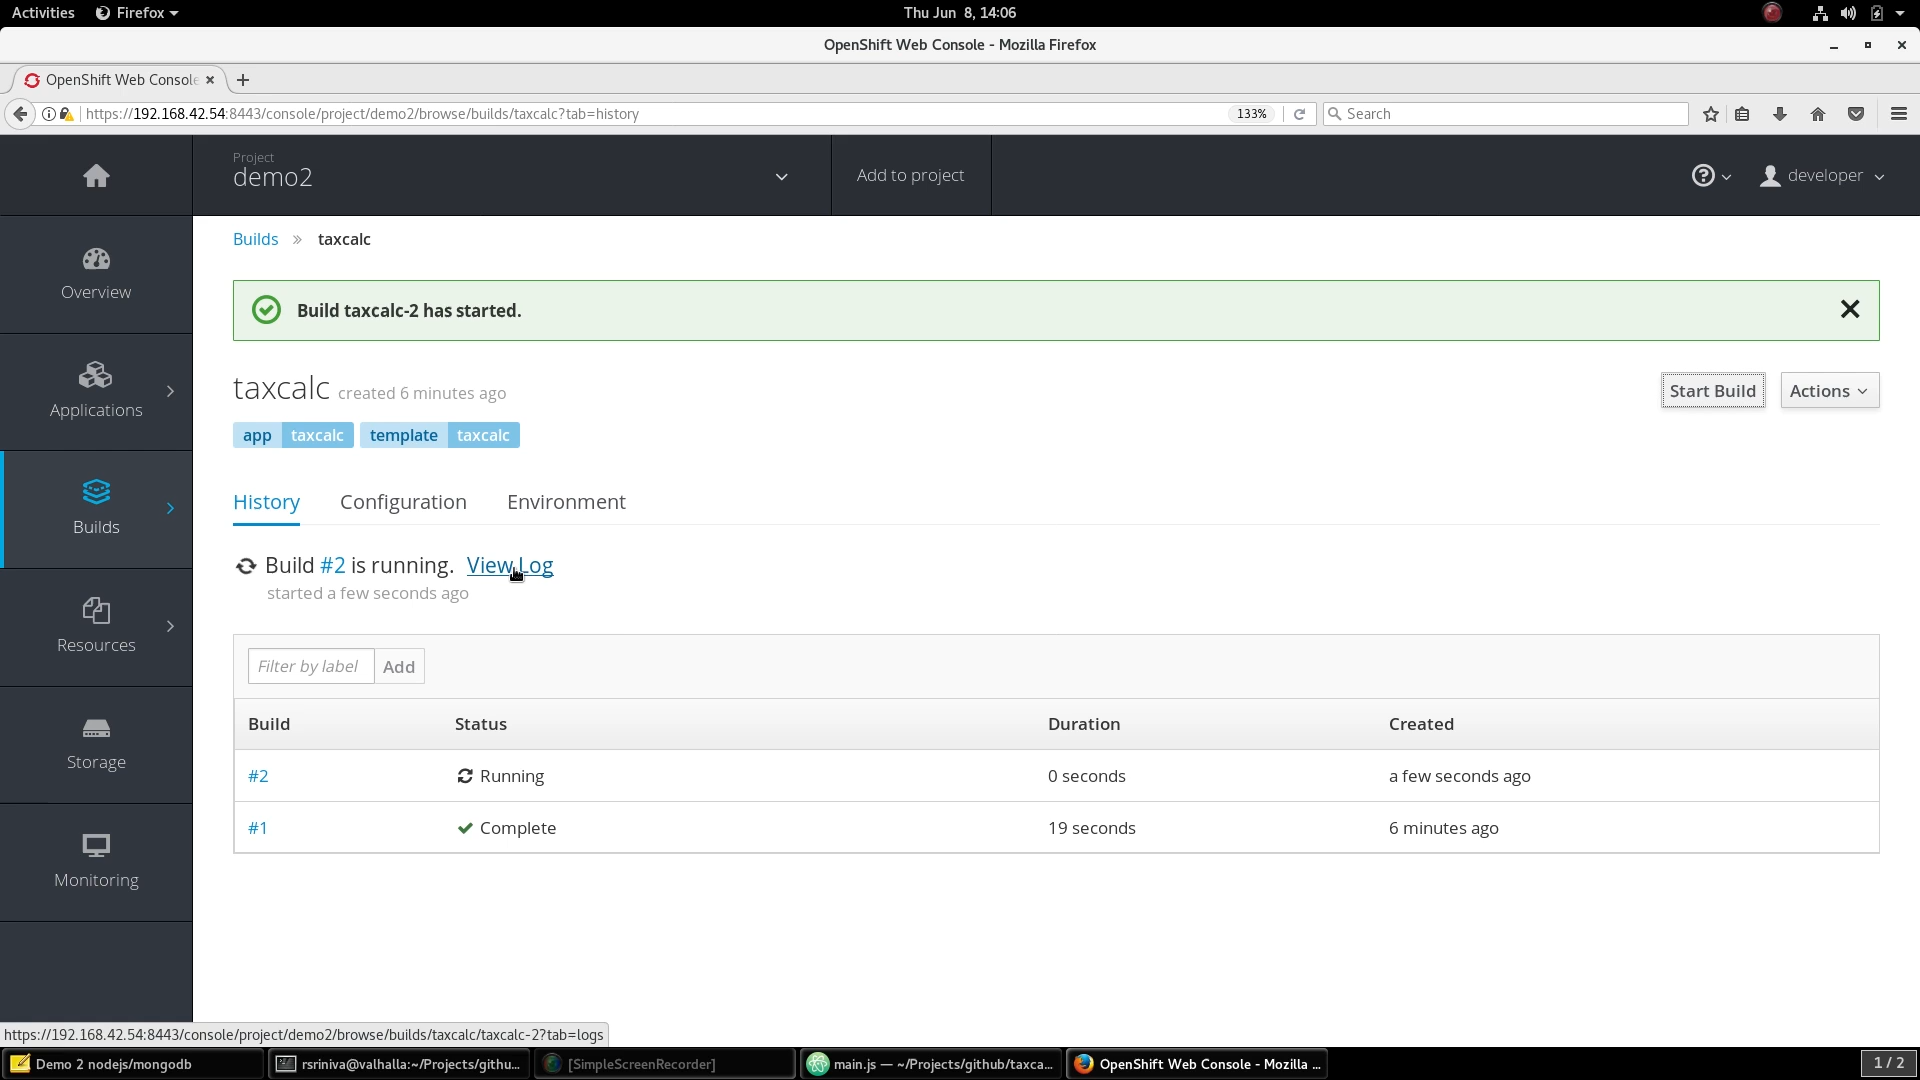 Activities Firefox Thu Jun 8, 14:06
OpenShift Web Console - Mozilla Firefox
OpenShift Web Console
https://192.168.42.54:8443/console/project/demo2/browse/builds/taxcalc?tab=history 133% Search
Project
demo2
Add to project
developer
Overview
Applications
Builds
Resources
Storage
Monitoring
Builds » taxcalc
Build taxcalc-2 has started.
taxcalc created 6 minutes ago
Start Build Actions
app taxcalc template taxcalc
History Configuration Environment
Build #2 is running. View Log
started a few seconds ago
Filter by label Add
Build Status Duration Created
#2 Running 0 seconds a few seconds ago
#1 Complete 19 seconds 6 minutes ago
https://192.168.42.54:8443/console/project/demo2/browse/builds/taxcalc/taxcalc-2?tab=logs
Demo 2 nodejs/mongodb rsriniva@valhalla:~/Projects/githu... [SimpleScreenRecorder] main.js — ~/Projects/github/taxca... OpenShift Web Console - Mozilla ... 1 / 2